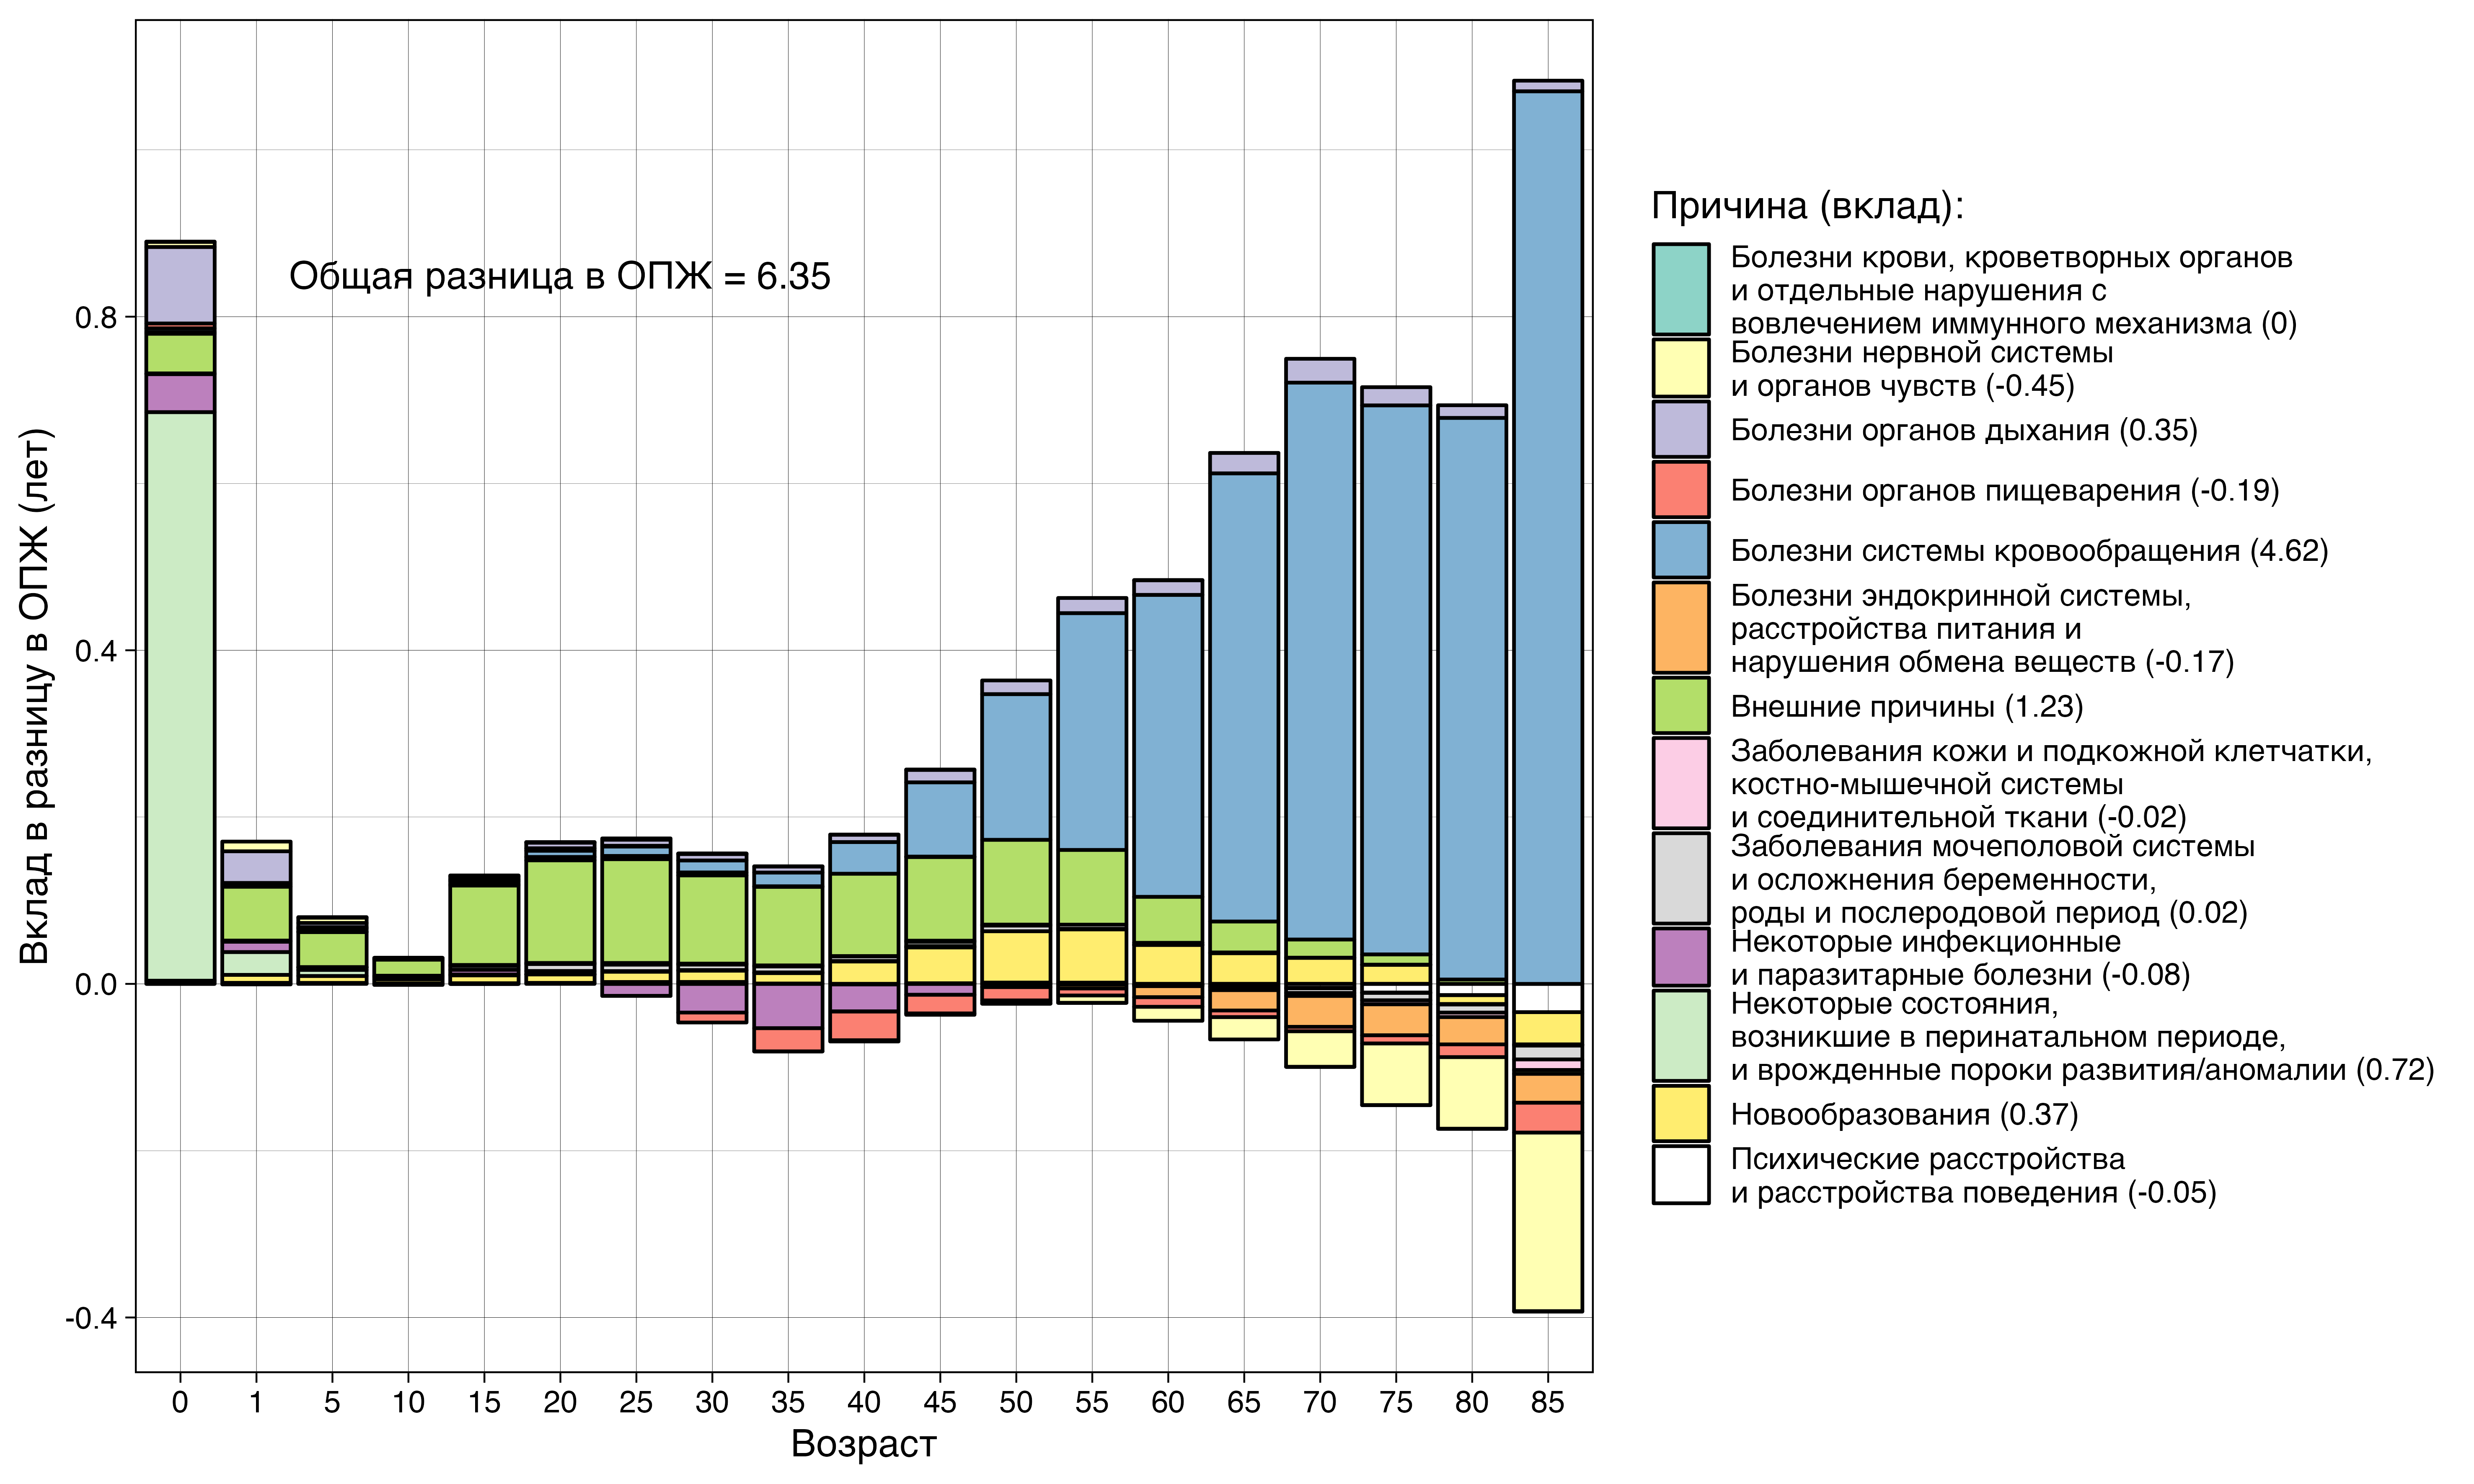 Общая разница в ОПЖ = 6.35
Вклад в разницу в ОПЖ (лет)
0.8
0.4
0.0
-0.4
0 1 5 10 15 20 25 30 35 40 45 50 55 60 65 70 75 80 85
Возраст
Причина (вклад):
Болезни крови, кроветворных органов
и отдельные нарушения с
вовлечением иммунного механизма (0)
Болезни нервной системы
и органов чувств (-0.45)
Болезни органов дыхания (0.35)
Болезни органов пищеварения (-0.19)
Болезни системы кровообращения (4.62)
Болезни эндокринной системы,
расстройства питания и
нарушения обмена веществ (-0.17)
Внешние причины (1.23)
Заболевания кожи и подкожной клетчатки,
костно-мышечной системы
и соединительной ткани (-0.02)
Заболевания мочеполовой системы
и осложнения беременности,
роды и послеродовой период (0.02)
Некоторые инфекционные
и паразитарные болезни (-0.08)
Некоторые состояния,
возникшие в перинатальном периоде,
и врожденные пороки развития/аномалии (0.72)
Новообразования (0.37)
Психические расстройства
и расстройства поведения (-0.05)